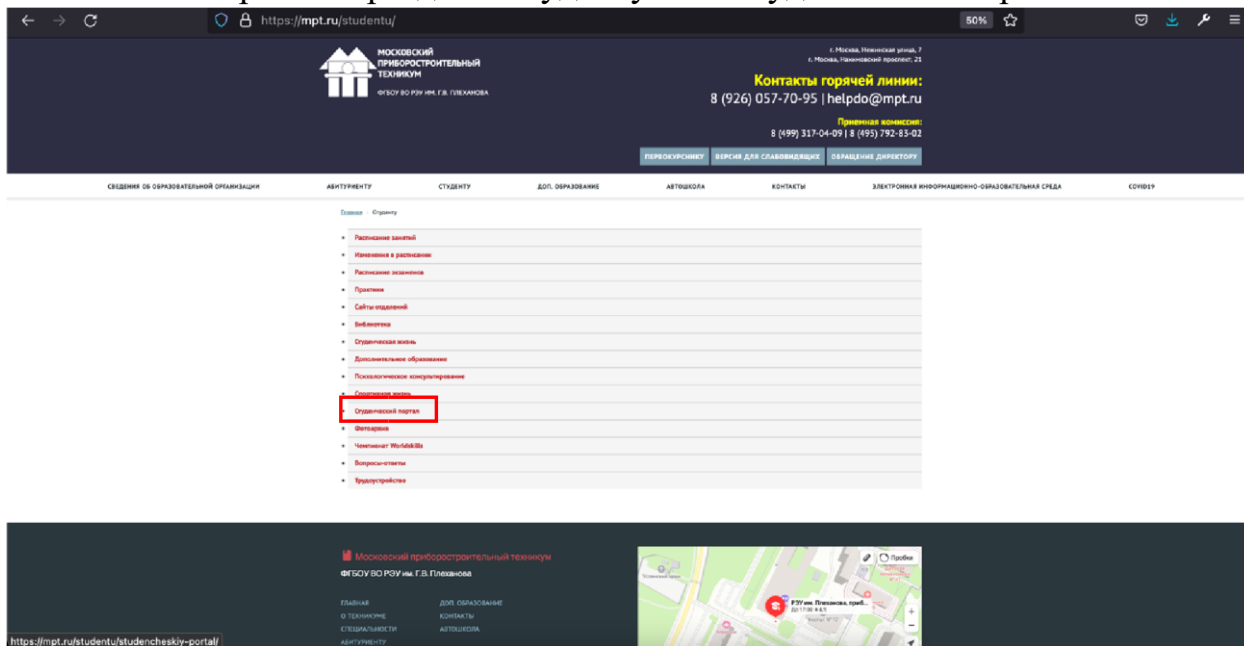 https://mpt.ru/studentu/
50%
МОСКОВСКИЙ
ПРИБОРОСТРОИТЕЛЬНЫЙ
ТЕХНИКУМ
ФГБОУ ВО РЭУ ИМ. Г.В. ПЛЕХАНОВА
г. Москва, Нежинская улица, 7
г. Москва, Нахимовский проспект, 21
Контакты горячей линии:
8 (926) 057-70-95 | helpdo@mpt.ru
Приемная комиссия:
8 (499) 317-04-09 | 8 (495) 792-83-02
ПЕРВОКУРСНИКУ ВЕРСИЯ ДЛЯ СЛАБОВИДЯЩИХ ОБРАЩЕНИЕ ДИРЕКТОРУ
СВЕДЕНИЯ ОБ ОБРАЗОВАТЕЛЬНОЙ ОРГАНИЗАЦИИ АБИТУРИЕНТУ СТУДЕНТУ ДОП. ОБРАЗОВАНИЕ АВТОШКОЛА КОНТАКТЫ ЭЛЕКТРОННАЯ ИНФОРМАЦИОННО-ОБРАЗОВАТЕЛЬНАЯ СРЕДА COVID19
Главная Студенту
Расписание занятий
Изменения в расписании
Расписание экзаменов
Практики
Сайты отделений
Библиотека
Студенческая жизнь
Дополнительное образование
Психологическое консультирование
Спортивная жизнь
Студенческий портал
Фотоархив
Чемпионат Worldskills
Вопросы-ответы
Трудоустройство
Московский приборостроительный техникум
ФГБОУ ВО РЭУ им. Г.В. Плеханова
ГЛАВНАЯ ДОП. ОБРАЗОВАНИЕ
О ТЕХНИКУМЕ КОНТАКТЫ
СПЕЦИАЛЬНОСТИ АВТОШКОЛА
АБИТУРИЕНТУ
Пробки
РЭУ им. Плеханова, приб...
https://mpt.ru/studentu/studencheskiy-portal/